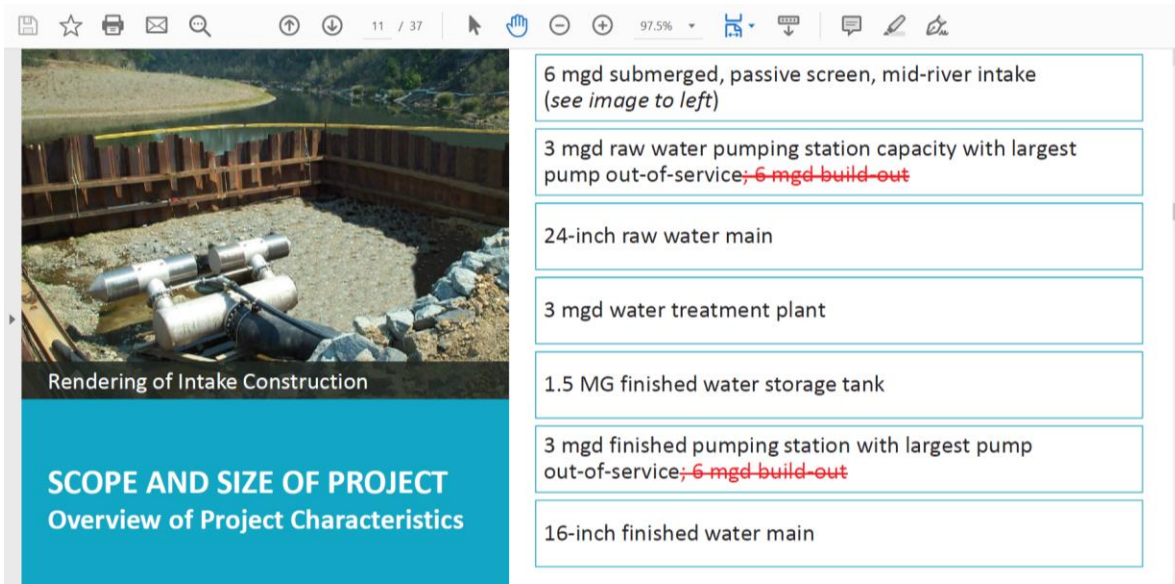 11 / 37
97.5%
6 mgd submerged, passive screen, mid-river intake
(see image to left)
3 mgd raw water pumping station capacity with largest
pump out-of-service; 6 mgd build-out
24-inch raw water main
3 mgd water treatment plant
1.5 MG finished water storage tank
3 mgd finished pumping station with largest pump
out-of-service; 6 mgd build-out
16-inch finished water main
Rendering of Intake Construction
SCOPE AND SIZE OF PROJECT
Overview of Project Characteristics